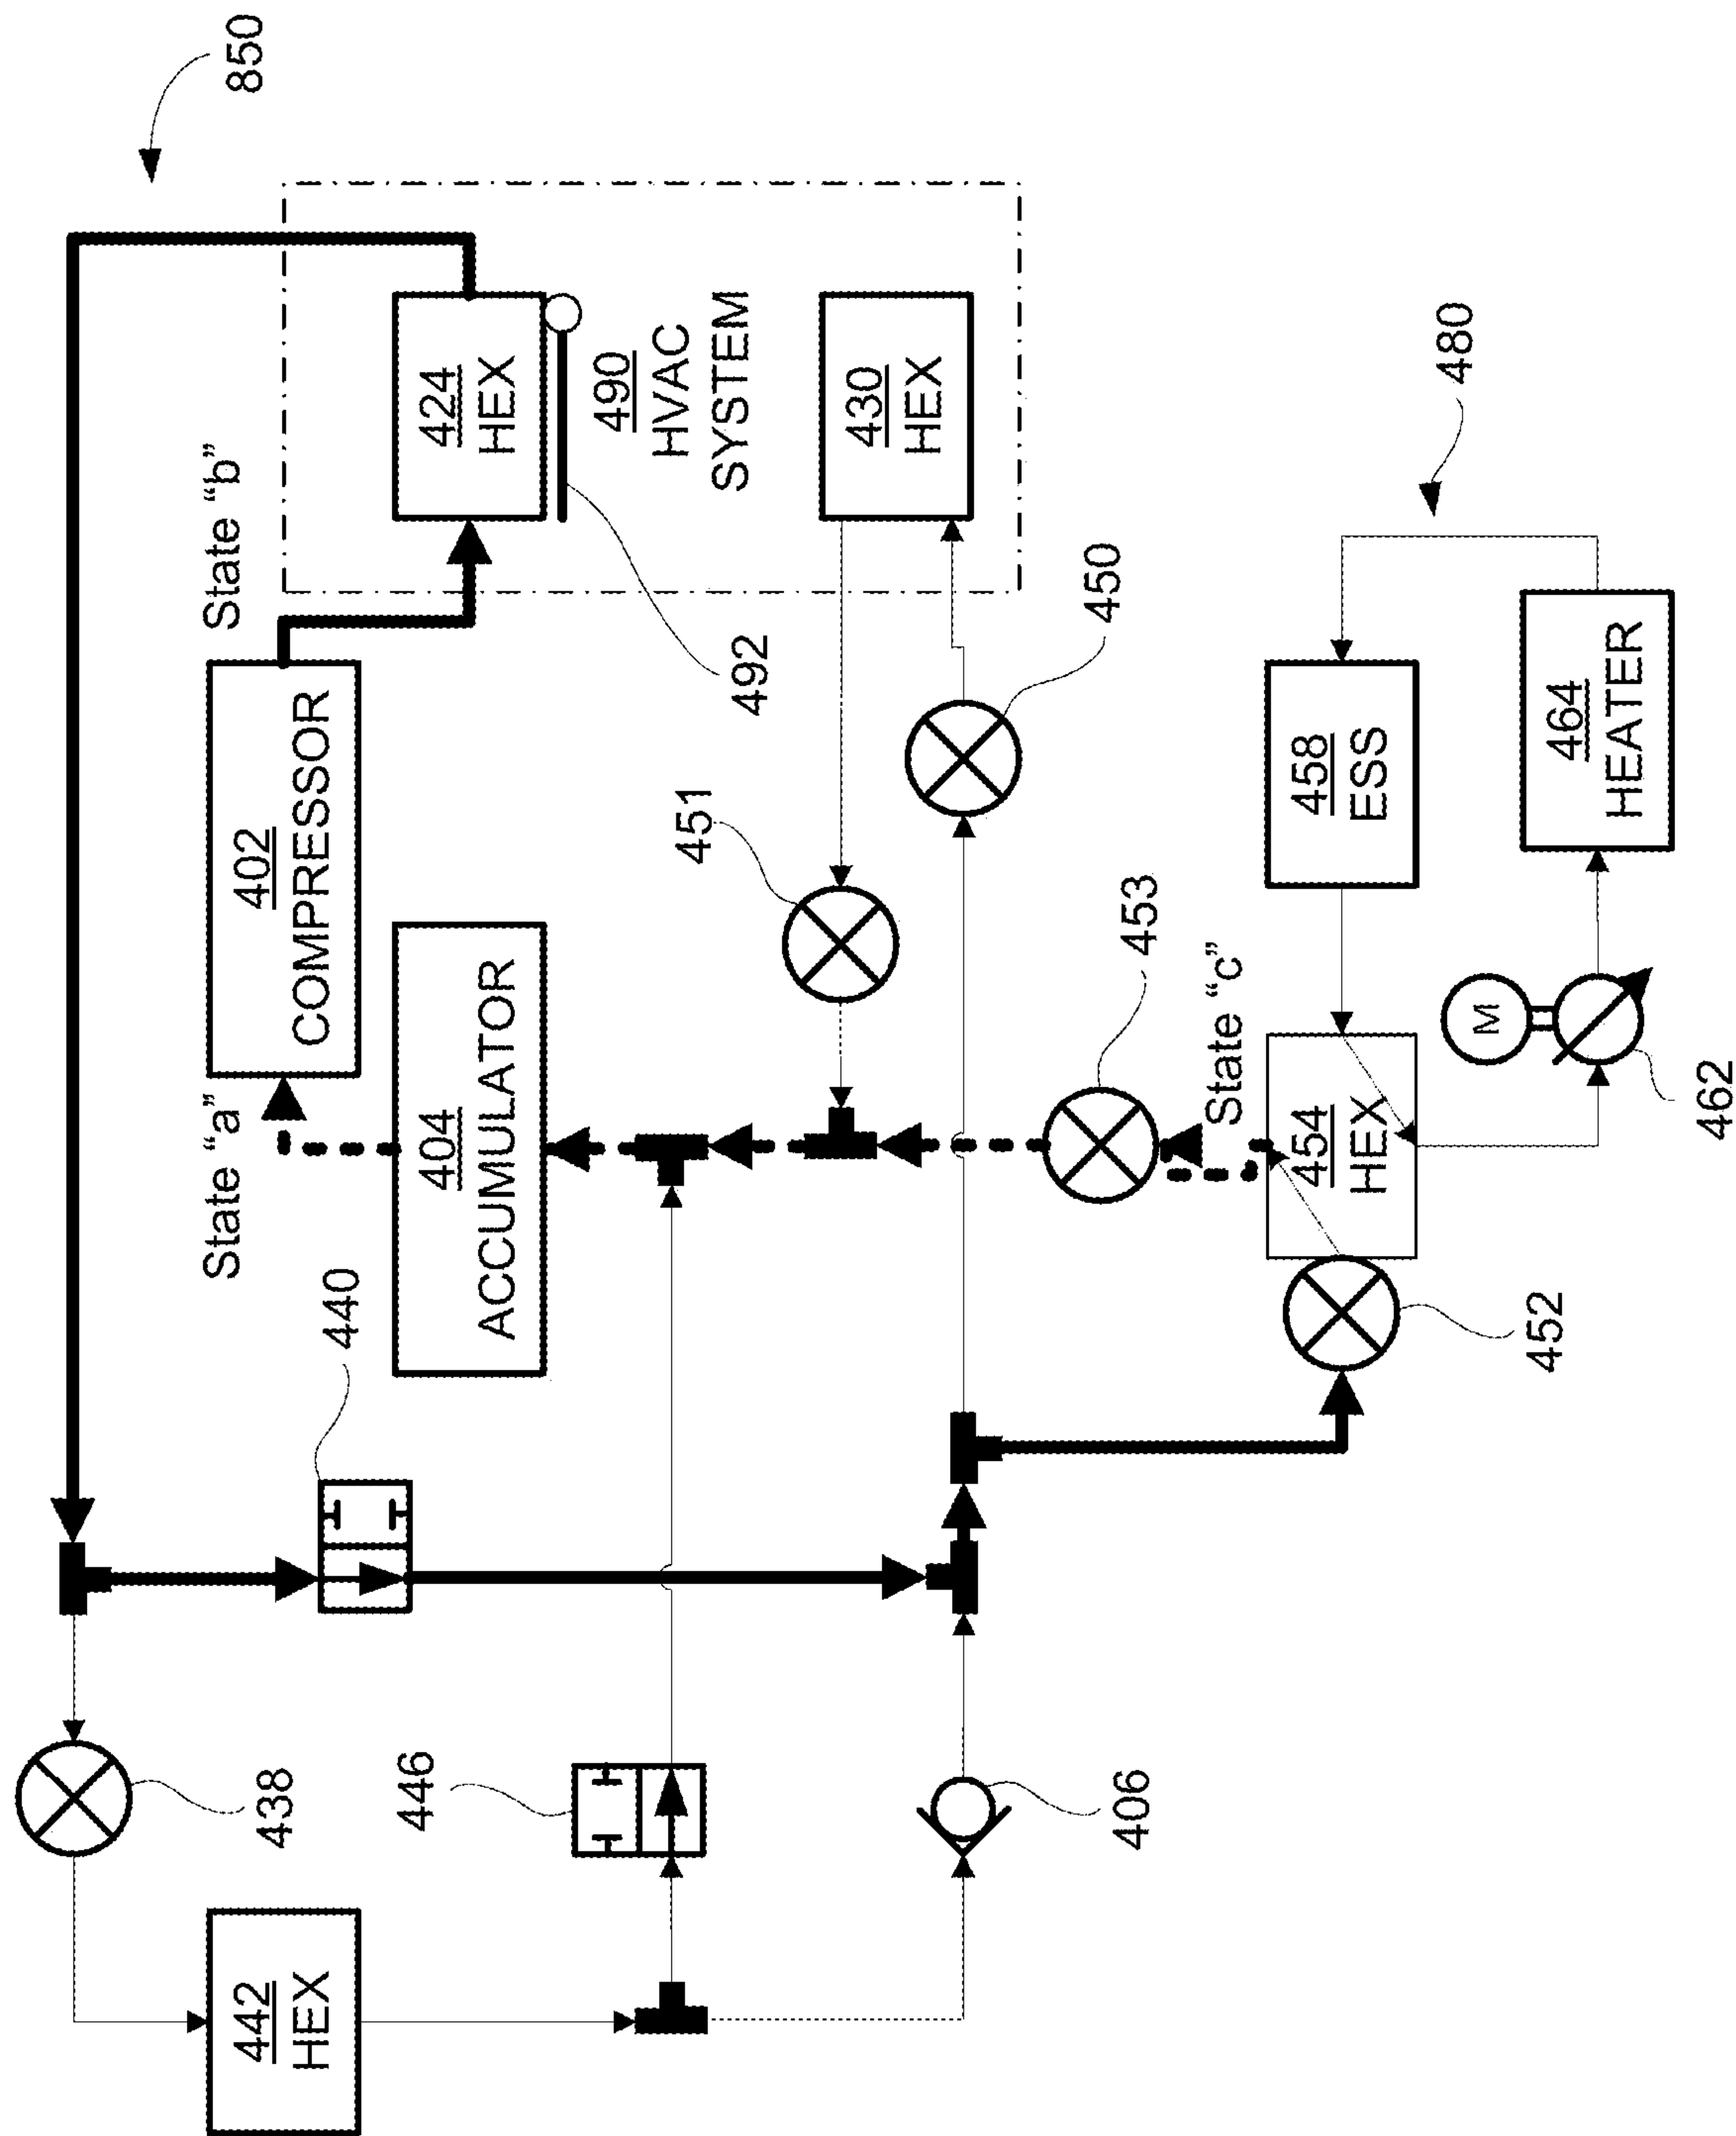 850
State "b"
424
HEX
490
HVAC
SYSTEM
430
HEX
492
402
COMPRESSOR
State "a"
404
ACCUMULATOR
440
451
450
453
State "c"
480
458
ESS
464
HEATER
M
462
454
HEX
452
438
442
HEX
446
406